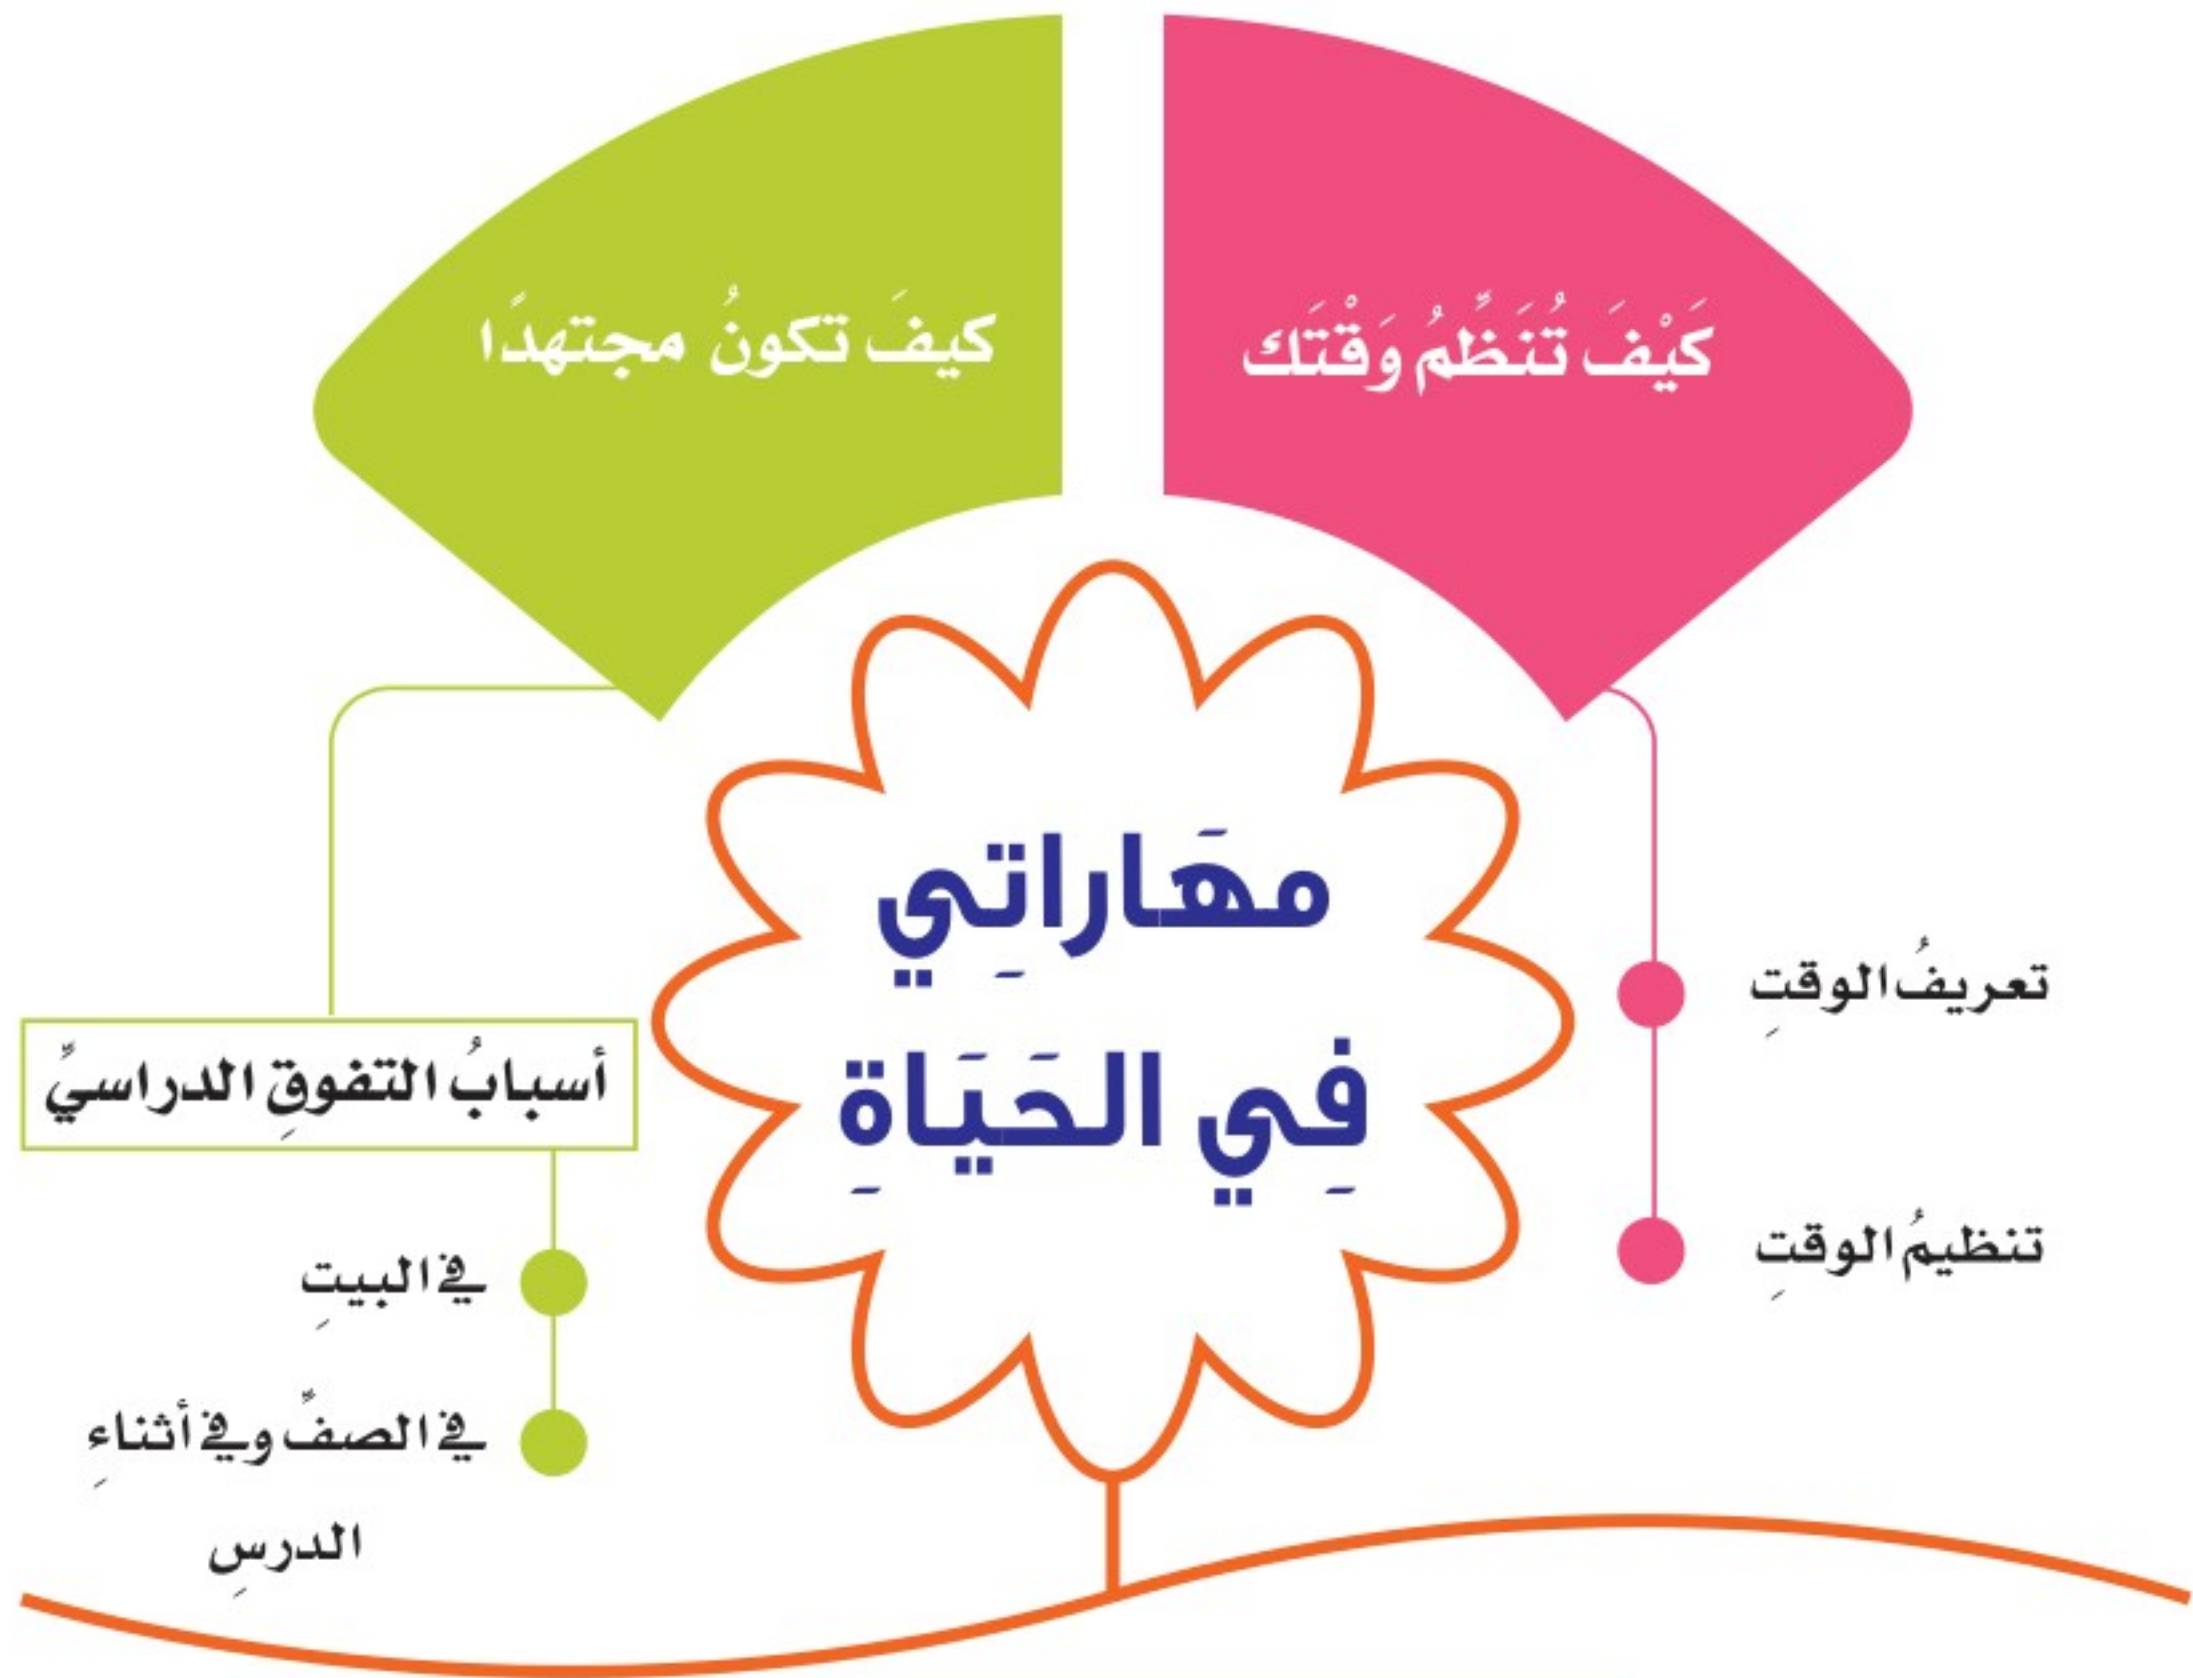 كَيْفَ تُنَظِّمُ وَقْتَك
كيفَ تكونُ مجتهدًا
مهَاراتِي
فِي الحَيَاةِ
تعريفُ الوقتِ
تنظيمُ الوقتِ
أسبابُ التفوقِ الدراسيِّ
في البيتِ
في الصفِّ وفي أثناءِ
الدرسِ